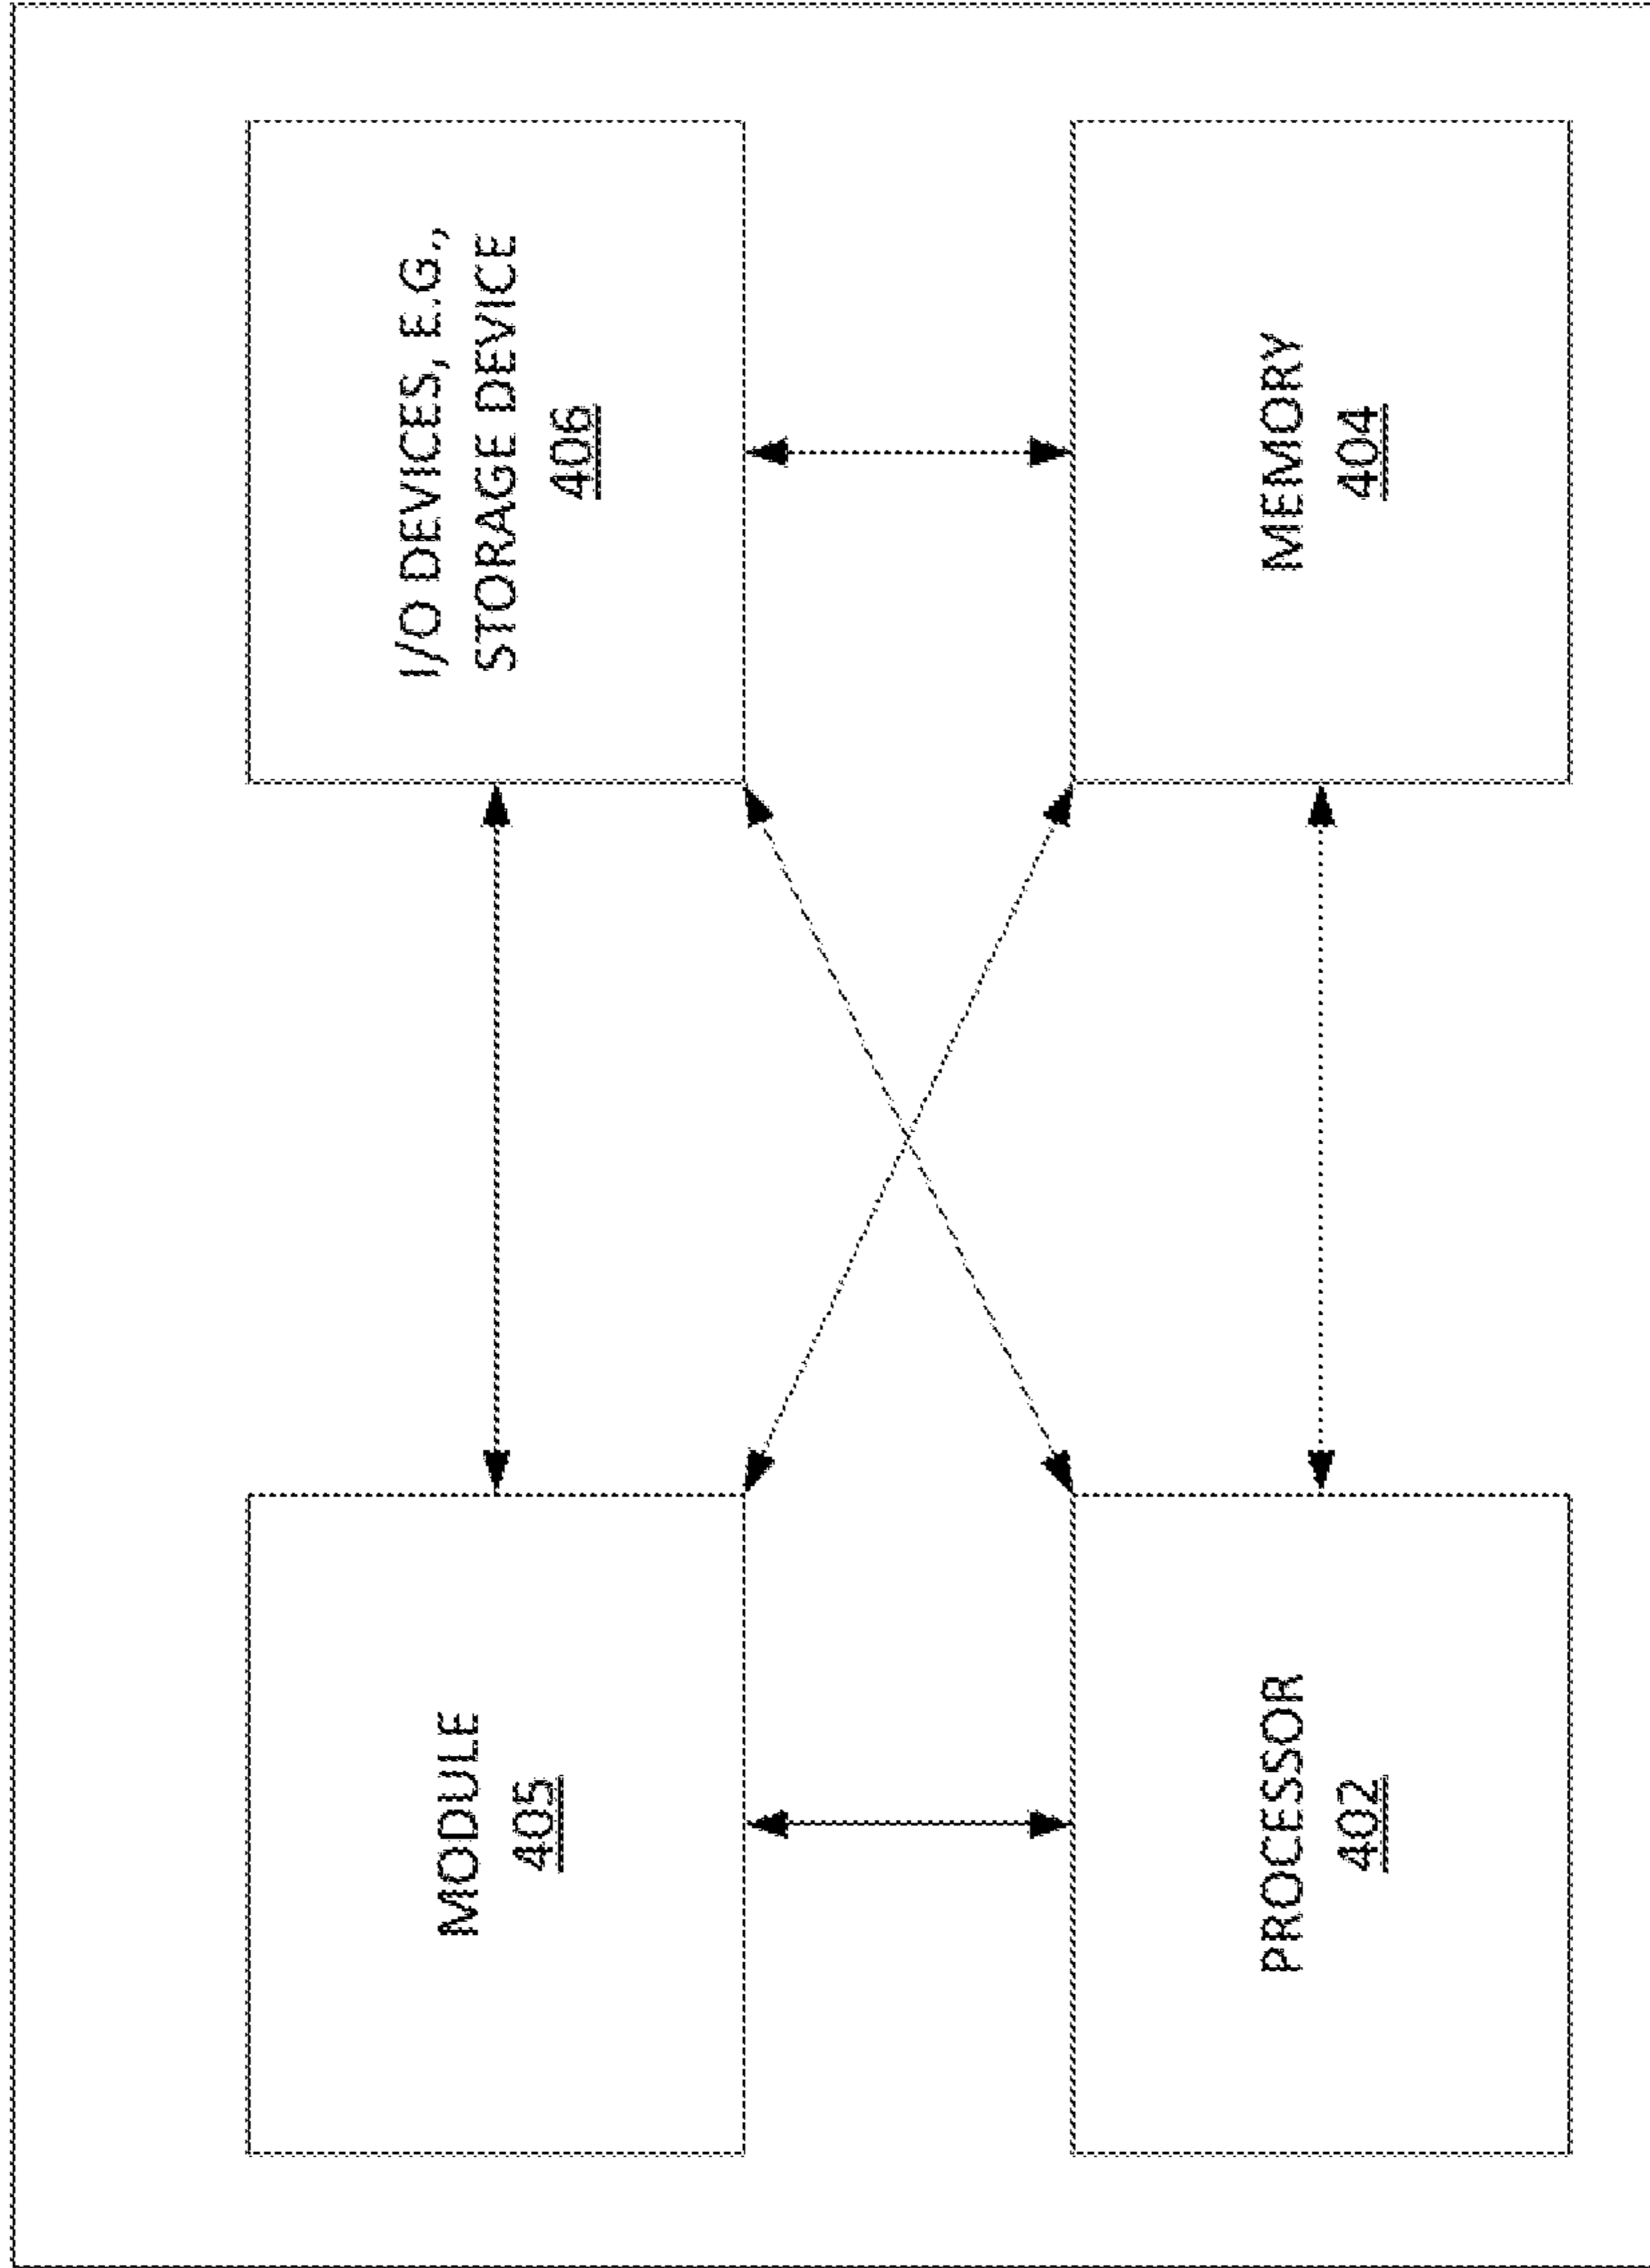 MODULE
405
I/O DEVICES, E.G.,
STORAGE DEVICE
406
PROCESSOR
402
MEMORY
404